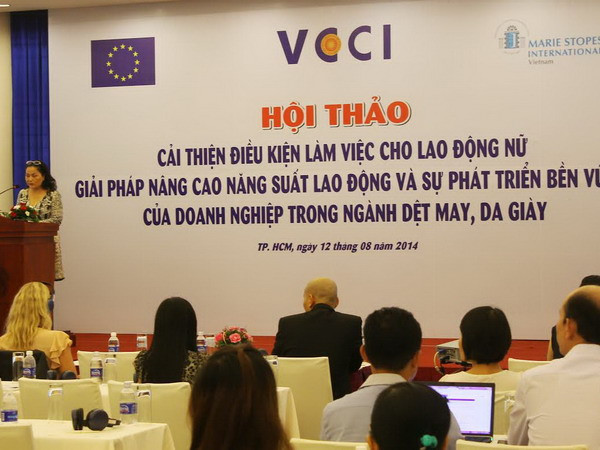 VCCI
MARIE STOPES
INTERNATIONAL
Vietnam
HỘI THẢO
CẢI THIỆN ĐIỀU KIỆN LÀM VIỆC CHO LAO ĐỘNG NỮ
GIẢI PHÁP NÂNG CAO NĂNG SUẤT LAO ĐỘNG VÀ SỰ PHÁT TRIỂN BỀN VỮ
CỦA DOANH NGHIỆP TRONG NGÀNH DỆT MAY, DA GIÀY
TP. HCM, ngày 12 tháng 08 năm 2014